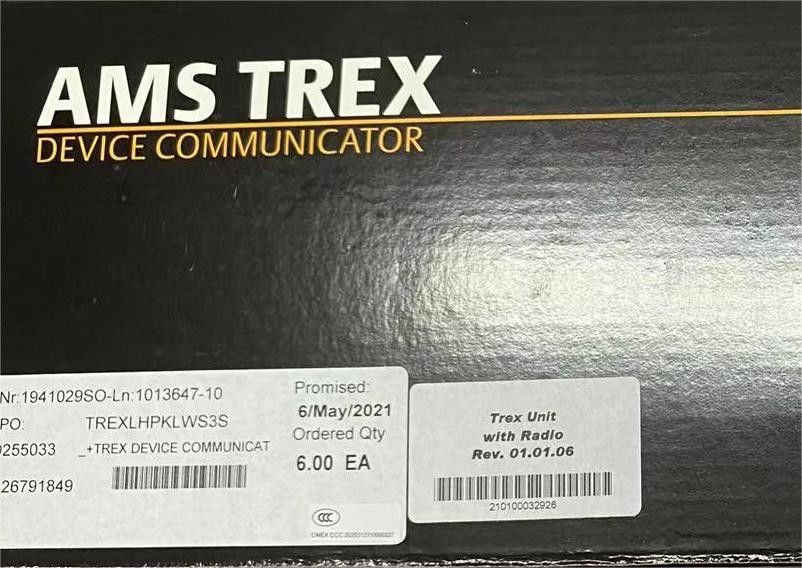 AMS TREX
DEVICE COMMUNICATOR
Nr:1941029SO-Ln:1013647-10
PO: TREXLHPKLWS3S
0255033 _+TREX DEVICE COMMUNICAT
26791849
Promised:
6/May/2021
Ordered Qty
6.00 EA
CCC
Trex Unit
with Radio
Rev. 01.01.06
210100032926